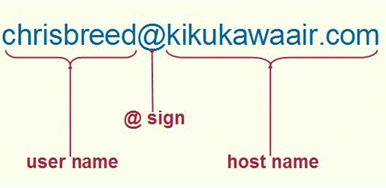 chrisbreed@kikukawaair.com
@ sign
user name host name